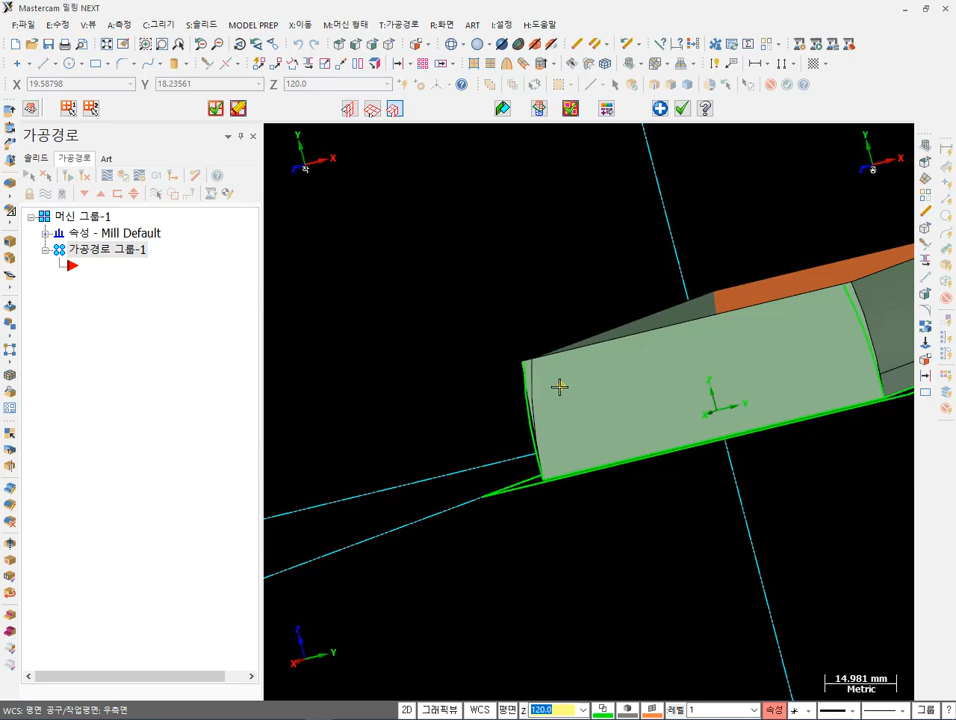 Mastercam 밀링 NEXT
F:파일 E:수정 V:뷰 A:측정 C:그리기 S:솔리드 MODEL PREP X:이동 M:머신 형태 T:가공경로 R:화면 ART I:설정 H:도움말
X 19.58798 Y 18.23561 Z 120.0
가공경로
솔리드 가공경로 Art
G1
머신 그룹-1
속성 - Mill Default
가공경로 그룹-1
Y X 작
Y X 공
Z Y X
Z Y X
14.981 mm
Metric
WCS: 평면 공구/작업평면: 우측면
2D 그래픽뷰 WCS 평면 Z 120.0 레벨 1 속성 그룹